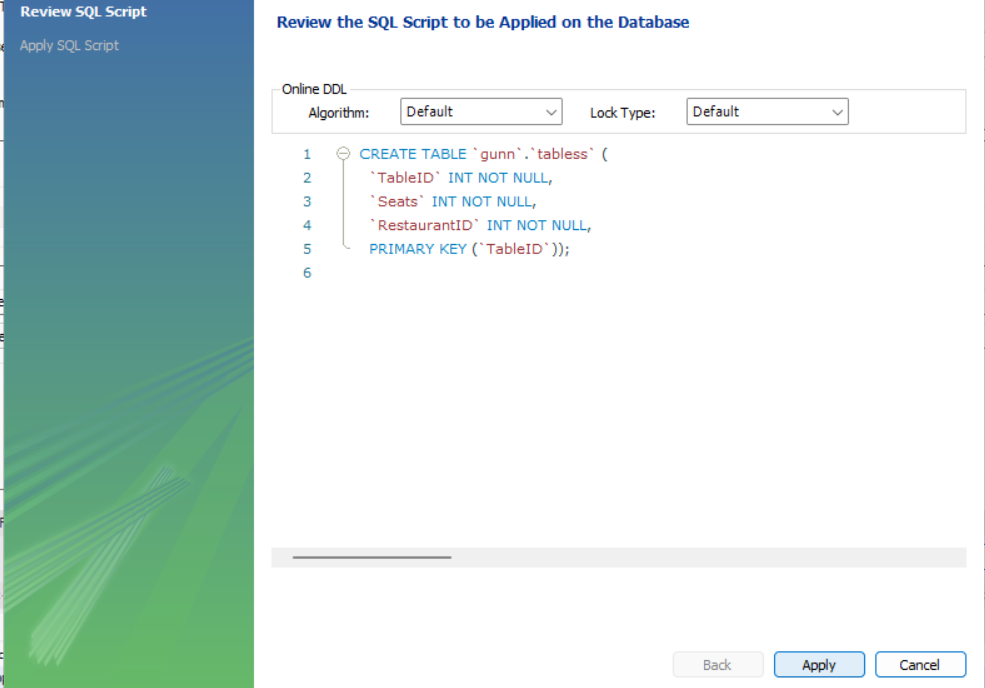 Review SQL Script
Apply SQL Script
Review the SQL Script to be Applied on the Database
Online DDL
Algorithm: Default Lock Type: Default
1 CREATE TABLE `gunn`.`tabless` (
2 `TableID` INT NOT NULL,
3 `Seats` INT NOT NULL,
4 `RestaurantID` INT NOT NULL,
5 PRIMARY KEY (`TableID`));
6
Back Apply Cancel